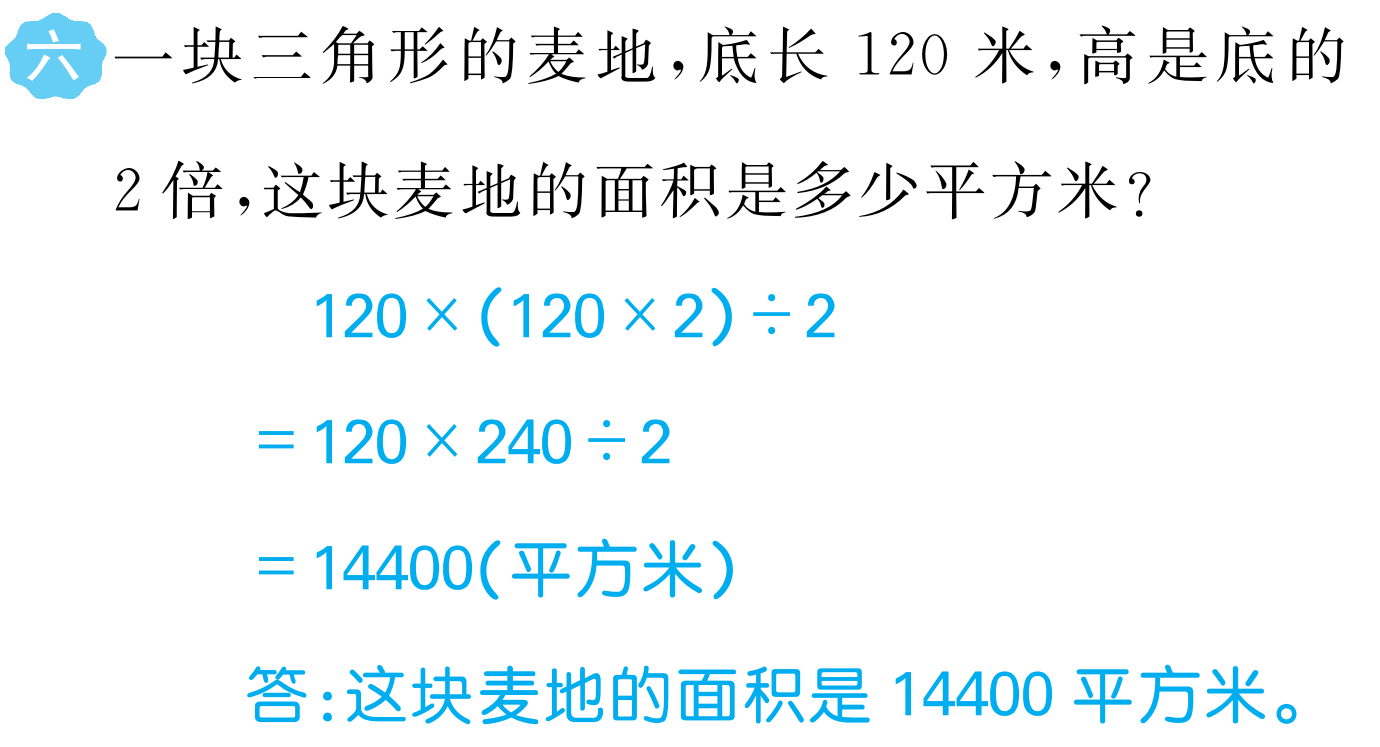 六 一块三角形的麦地,底长 120 米,高是底的
2 倍,这块麦地的面积是多少平方米?
120 × (120 × 2) ÷ 2
= 120 × 240 ÷ 2
= 14400(平方米)
答:这块麦地的面积是 14400 平方米。